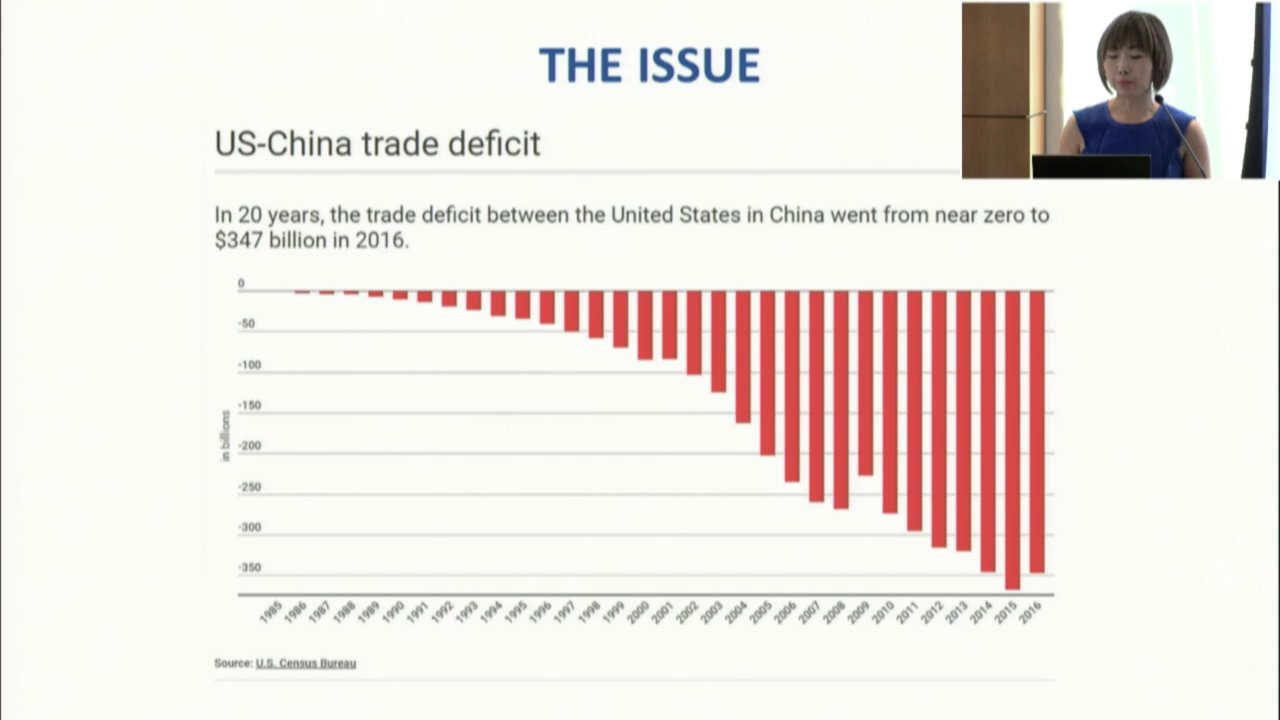 THE ISSUE
US-China trade deficit
In 20 years, the trade deficit between the United States in China went from near zero to
$347 billion in 2016.
0
-50
-100
-150
-200
-250
-300
-350
in billions
1985 1986 1987 1988 1989 1990 1991 1992 1993 1994 1995 1996 1997 1998 1999 2000 2001 2002 2003 2004 2005 2006 2007 2008 2009 2010 2011 2012 2013 2014 2015 2016
Source: U.S. Census Bureau